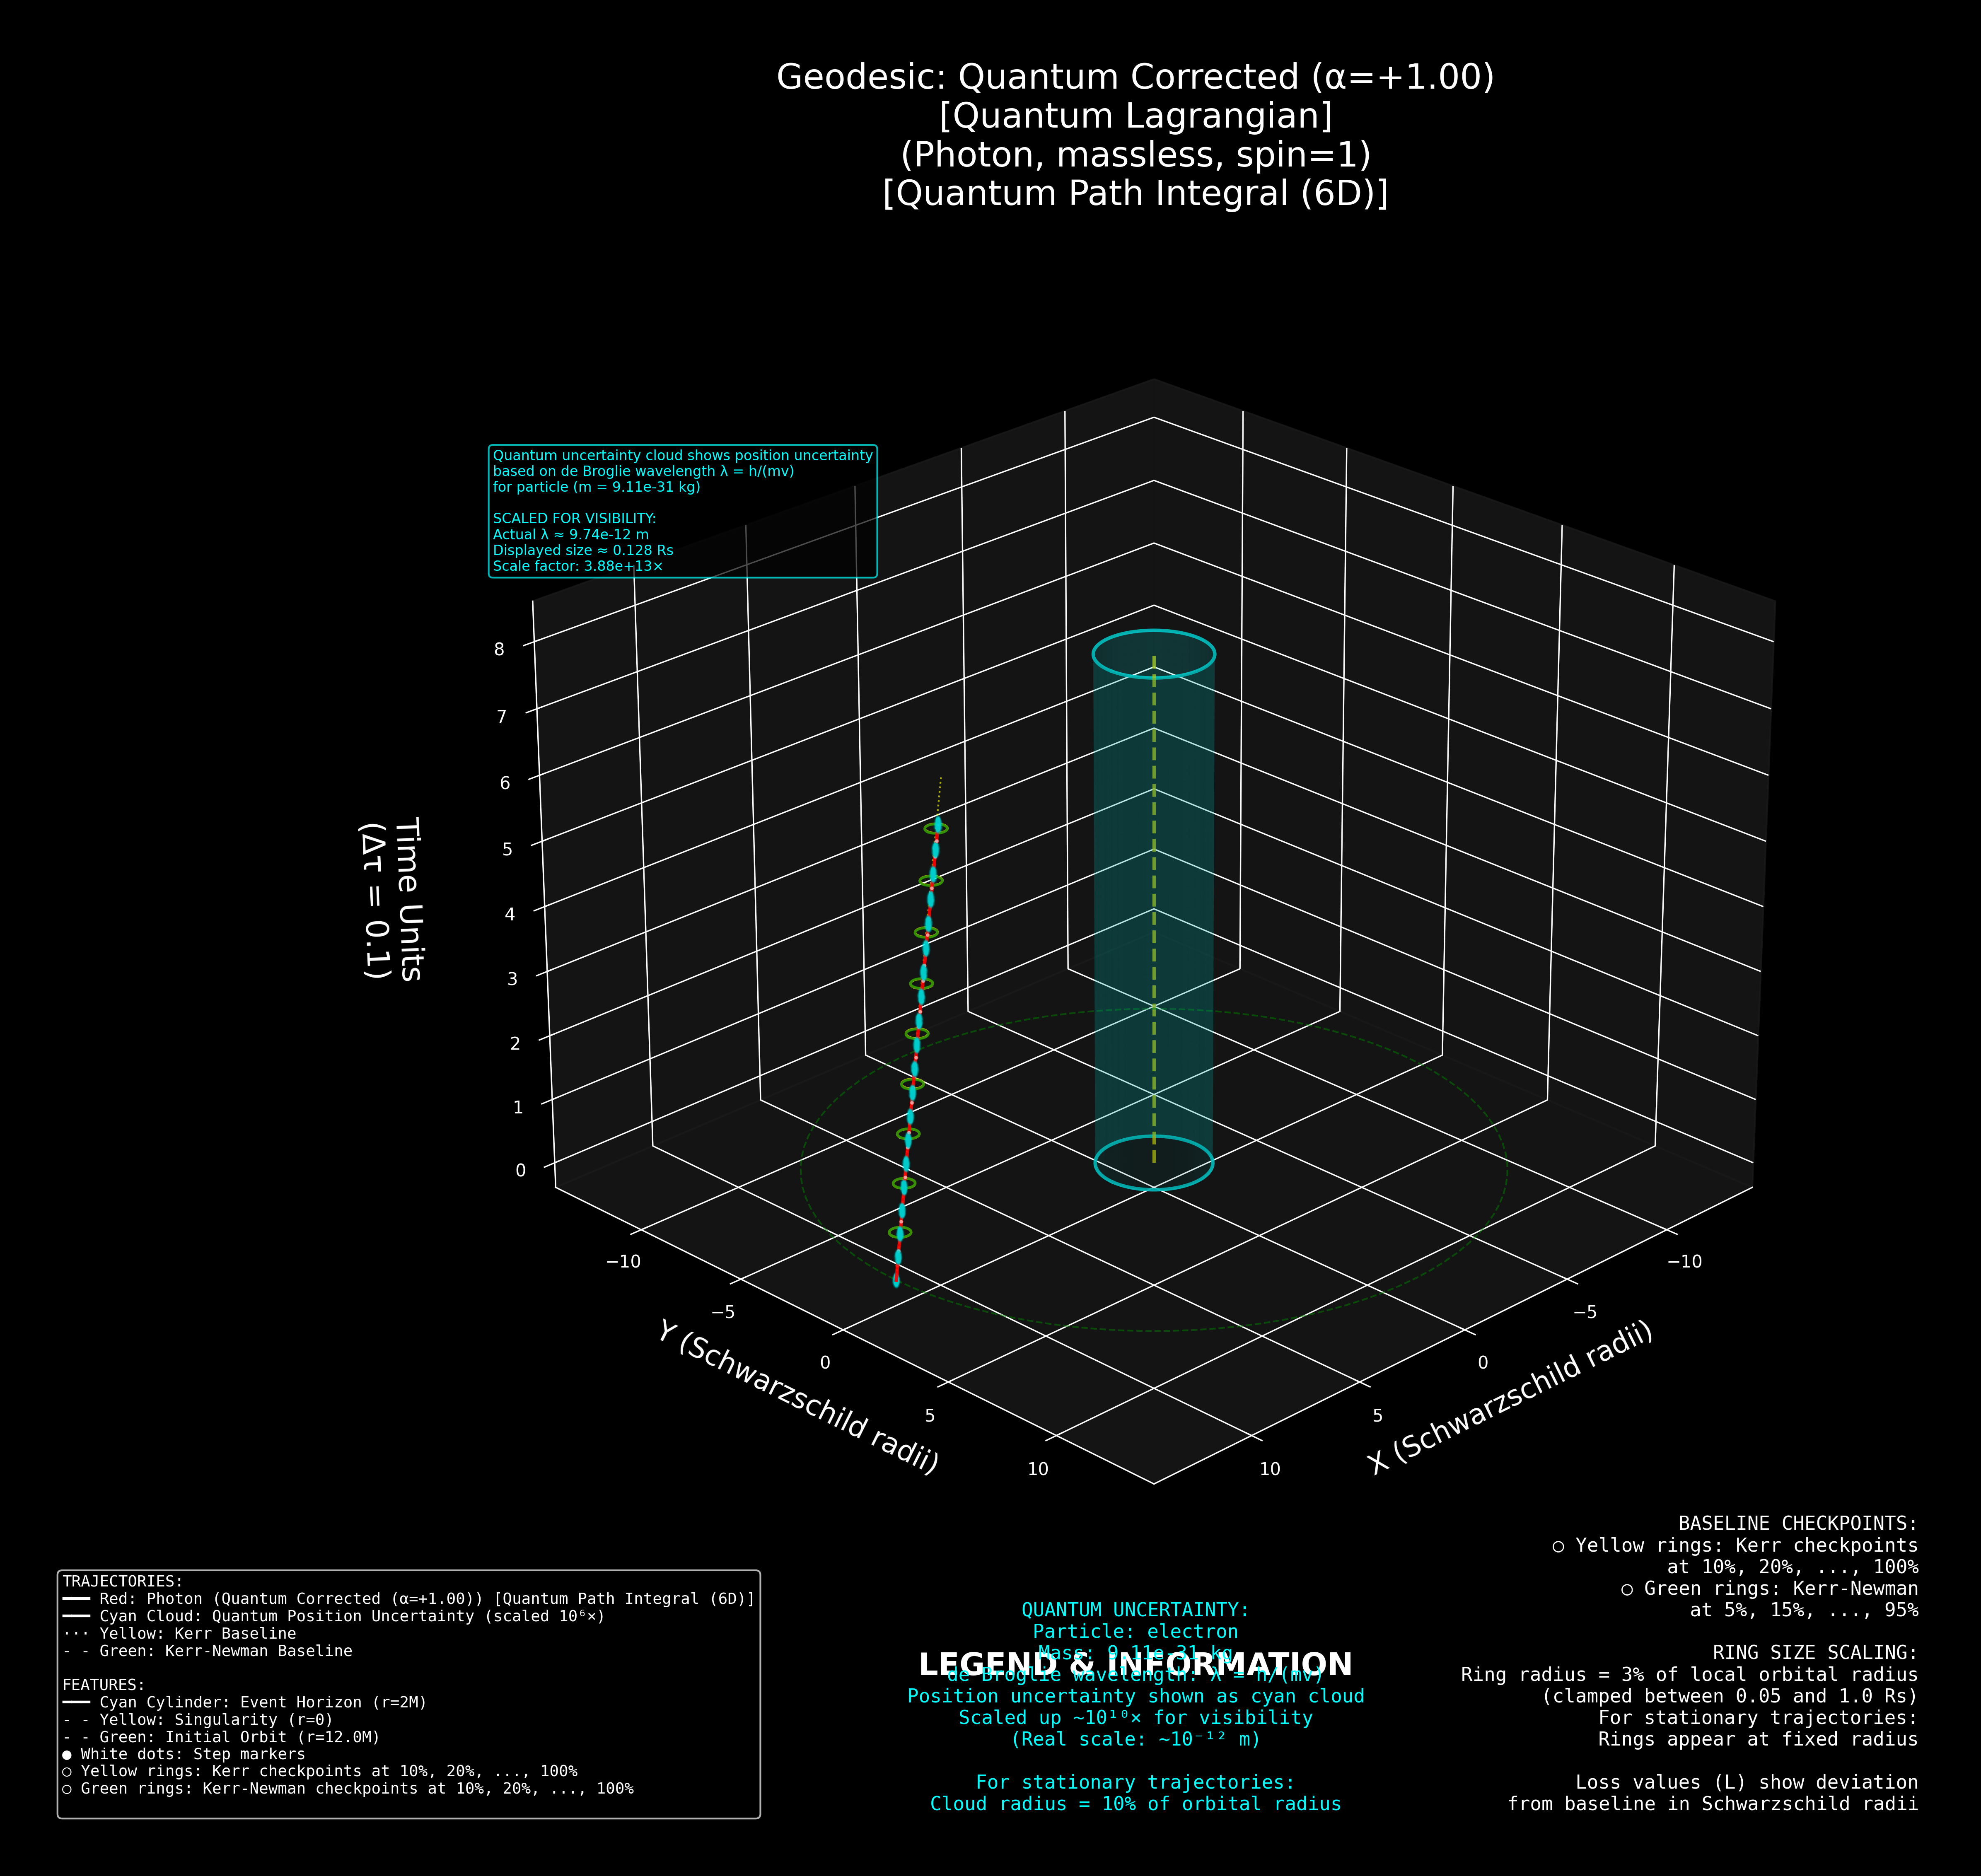 Geodesic: Quantum Corrected (α=+1.00)
[Quantum Lagrangian]
(Photon, massless, spin=1)
[Quantum Path Integral (6D)]
Quantum uncertainty cloud shows position uncertainty
based on de Broglie wavelength λ = h/(mv)
for particle (m = 9.11e-31 kg)
SCALED FOR VISIBILITY:
Actual λ ≈ 9.74e-12 m
Displayed size ≈ 0.128 Rs
Scale factor: 3.88e+13×
8
7
6
5
4
3
2
1
0
Time Units
(Δτ = 0.1)
−10
−5
0
5
10
Y (Schwarzschild radii)
−10
−5
0
5
10
X (Schwarzschild radii)
TRAJECTORIES:
Red: Photon (Quantum Corrected (α=+1.00)) [Quantum Path Integral (6D)]
Cyan Cloud: Quantum Position Uncertainty (scaled 10⁶×)
··· Yellow: Kerr Baseline
- - Green: Kerr-Newman Baseline
FEATURES:
Cyan Cylinder: Event Horizon (r=2M)
- - Yellow: Singularity (r=0)
- - Green: Initial Orbit (r=12.0M)
● White dots: Step markers
○ Yellow rings: Kerr checkpoints at 10%, 20%, ..., 100%
○ Green rings: Kerr-Newman checkpoints at 10%, 20%, ..., 100%
QUANTUM UNCERTAINTY:
Particle: electron
Mass: 9.11e-31 kg
LEGEND & INFORMATION
de Broglie wavelength: λ = h/(mv)
Position uncertainty shown as cyan cloud
Scaled up ~10¹⁰× for visibility
(Real scale: ~10⁻¹² m)
For stationary trajectories:
Cloud radius = 10% of orbital radius
BASELINE CHECKPOINTS:
○ Yellow rings: Kerr checkpoints
at 10%, 20%, ..., 100%
○ Green rings: Kerr-Newman
at 5%, 15%, ..., 95%
RING SIZE SCALING:
Ring radius = 3% of local orbital radius
(clamped between 0.05 and 1.0 Rs)
For stationary trajectories:
Rings appear at fixed radius
Loss values (L) show deviation
from baseline in Schwarzschild radii